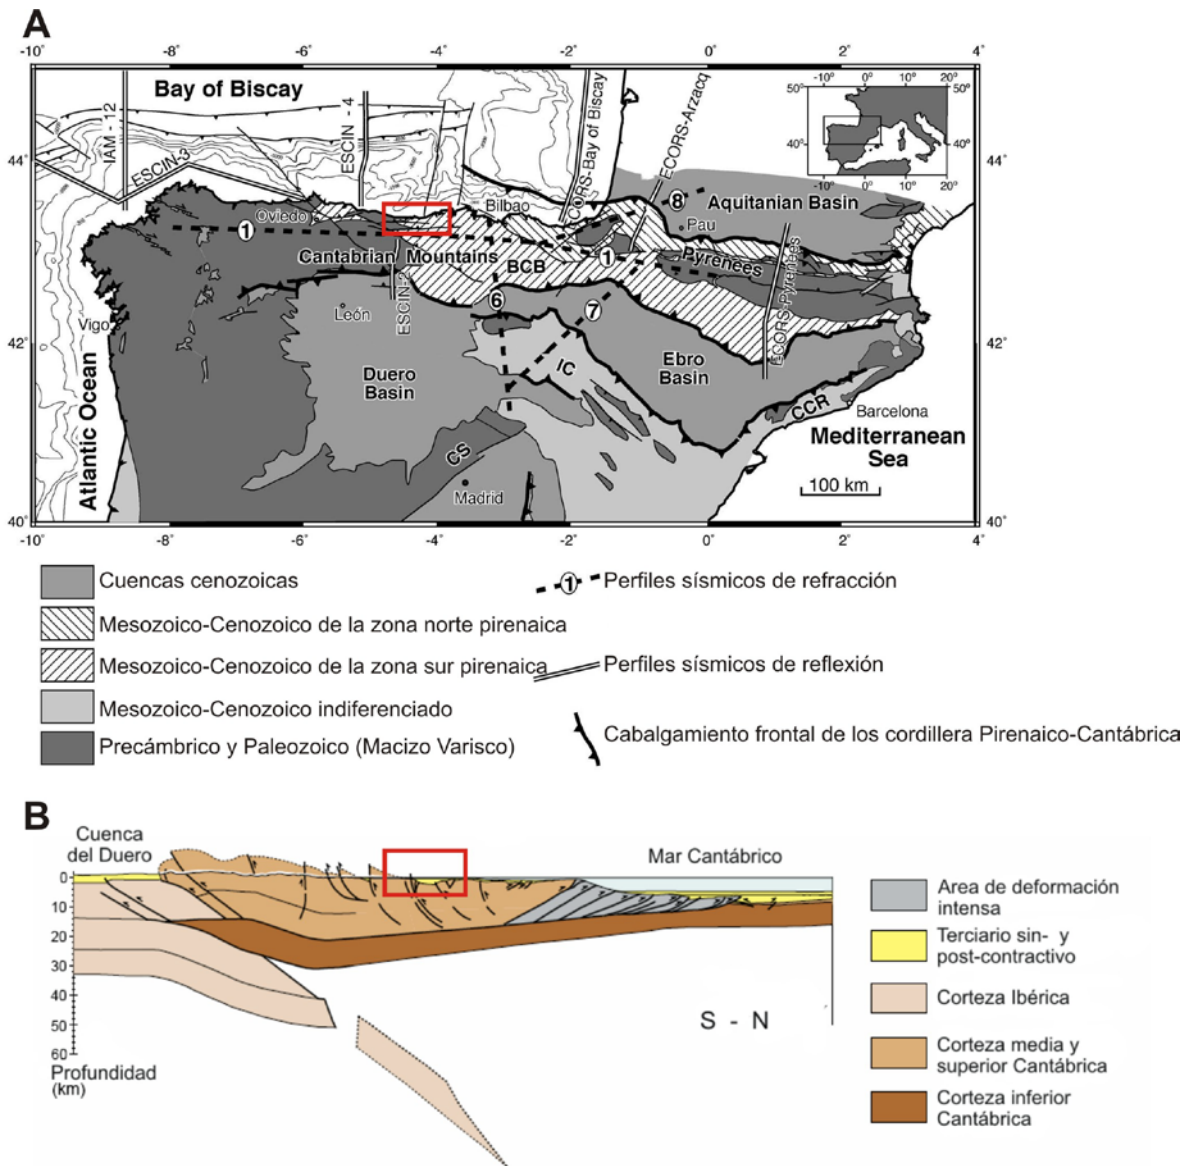 A
-10° -8° -6° -4° -2° 0° 2° 4°
Bay of Biscay
-10° 0° 10° 20°
50°
40°
-10° 0° 10° 20°
50°
40°
44°
42°
40°
44°
42°
40°
IAM - 12
ESCIN-3
ESCIN - 4
CORS-Bay of Biscay
ECORS-Arzacq
8
Aquitanian Basin
Pau
Bilbao
Oviedo
1
Cantabrian Mountains
BCB
1
Pyrenees
ECORS-Pyrenees
ESCIN-2
6
7
León
Vigo
Duero
Basin
IC
Ebro
Basin
CCR
Barcelona
Mediterranean
Sea
Atlantic Ocean
CS
Madrid
100 km
-10° -8° -6° -4° -2° 0° 2° 4°
Cuencas cenozoicas
Mesozoico-Cenozoico de la zona norte pirenaica
Mesozoico-Cenozoico de la zona sur pirenaica
Mesozoico-Cenozoico indiferenciado
Precámbrico y Paleozoico (Macizo Varisco)
1 Perfiles sísmicos de refracción
Perfiles sísmicos de reflexión
Cabalgamiento frontal de los cordillera Pirenaico-Cantábrica
B
Cuenca
del Duero
Mar Cantábrico
0
10
20
30
40
50
60
Profundidad
(km)
S - N
Area de deformación
intensa
Terciario sin- y
post-contractivo
Corteza Ibérica
Corteza media y
superior Cantábrica
Corteza inferior
Cantábrica